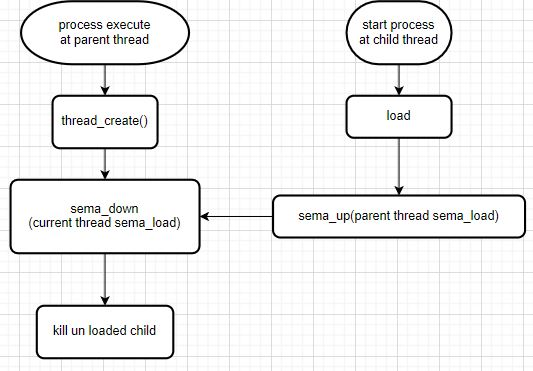 process execute
at parent thread
start process
at child thread
thread_create()
load
sema_down
(current thread sema_load)
sema_up(parent thread sema_load)
kill un loaded child